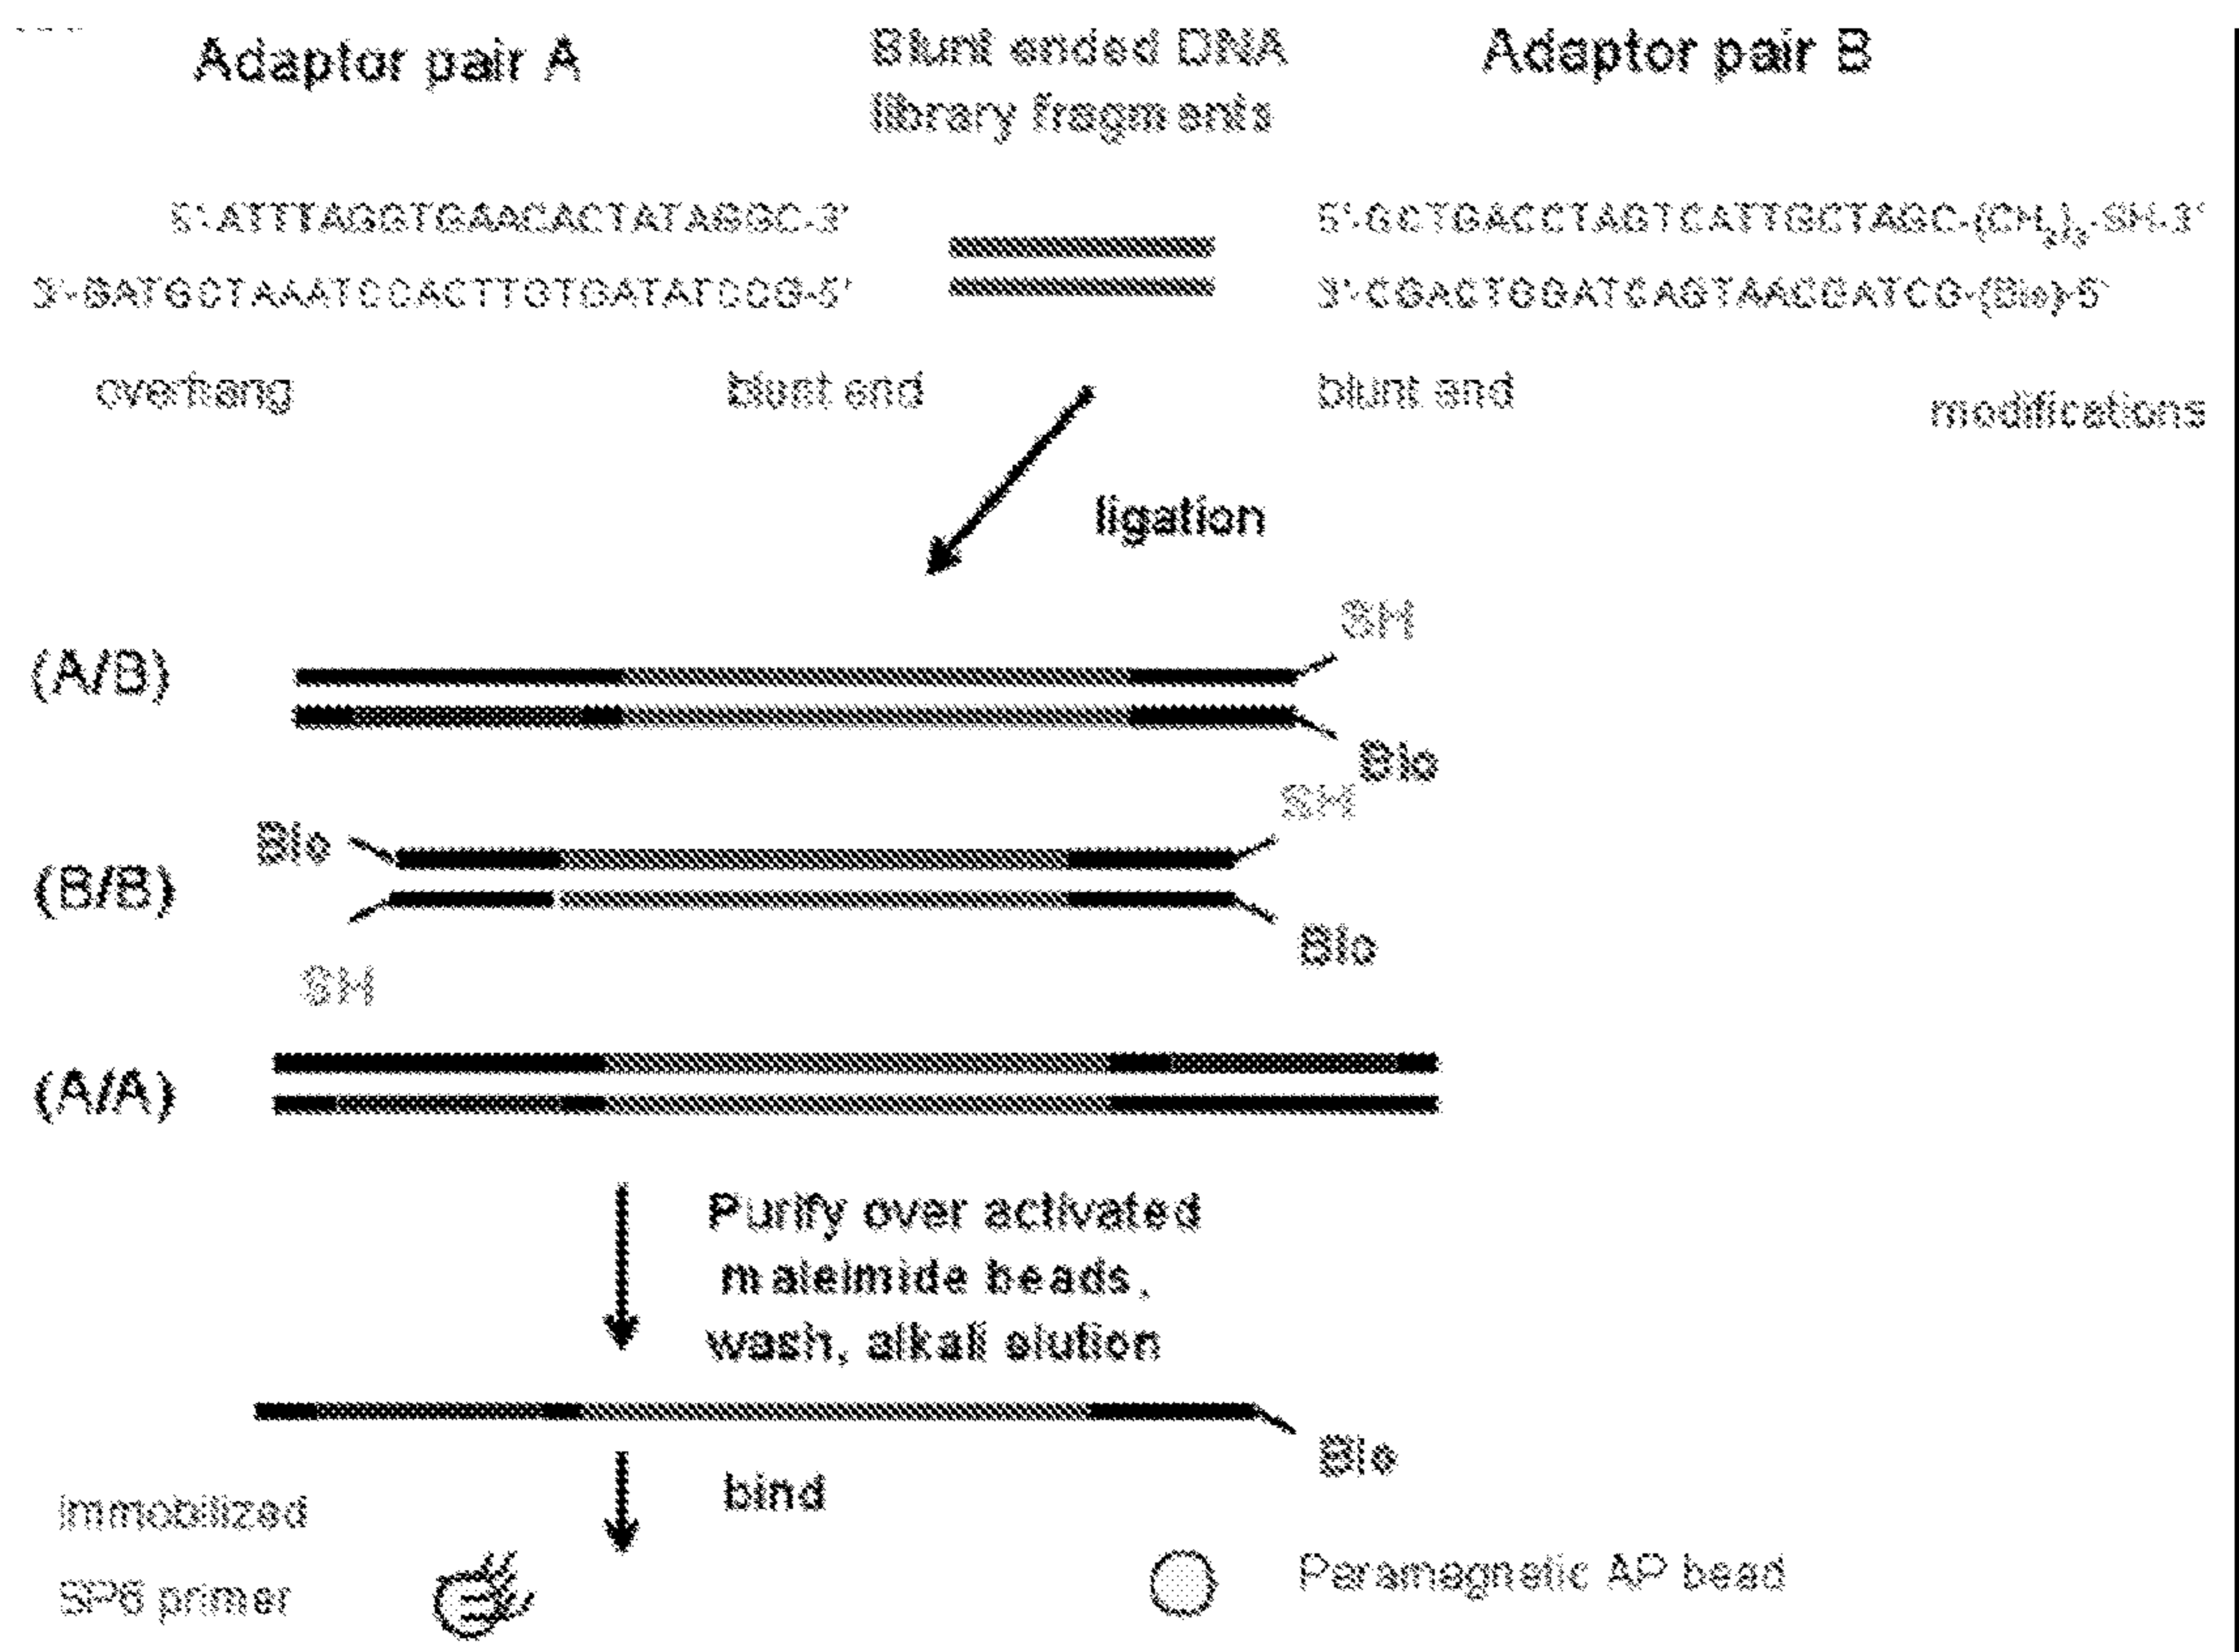 Adaptor pair A
Blunt ended DNA
library fragments
Adaptor pair B
5'-ATTTAGGTGAACACTATAGGC-3'
3'-GATGCTAAATCCACTTGTGATATCCG-5'
5'-GCTGACCTAGTCATTGCTAGC-(CH₂)₃-SH-3'
3'-CGACTGGATCAGTAACGATCG-(Bio)-5'
overhang
blunt end
blunt end
modifications
ligation
(A/B)
SH
Bio
(B/B)
Bio
SH
SH
Bio
(A/A)
Purify over activated
maleimide beads,
wash, alkali elution
Bio
bind
immobilized
SP6 primer
Paramagnetic AP bead